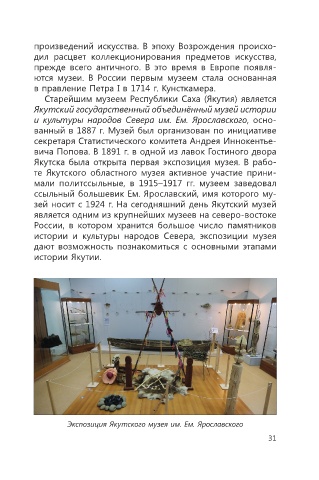 произведений искусства. В эпоху Возрождения происхо-
дил расцвет коллекционирования предметов искусства,
прежде всего античного. В это время в Европе появля-
ются музеи. В России первым музеем стала основанная
в правление Петра I в 1714 г. Кунсткамера.
Старейшим музеем Республики Саха (Якутия) является
Якутский государственный объединённый музей истории
и культуры народов Севера им. Ем. Ярославского, осно-
ванный в 1887 г. Музей был организован по инициативе
секретаря Статистического комитета Андрея Иннокентье-
вича Попова. В 1891 г. в одной из лавок Гостиного двора
Якутска была открыта первая экспозиция музея. В рабо-
те Якутского областного музея активное участие прини-
мали политссыльные, в 1915–1917 гг. музеем заведовал
ссыльный большевик Ем. Ярославский, имя которого му-
зей носит с 1924 г. На сегодняшний день Якутский музей
является одним из крупнейших музеев на северо-востоке
России, в котором хранится большое число памятников
истории и культуры народов Севера, экспозиции музея
дают возможность познакомиться с основными этапами
истории Якутии.
Экспозиция Якутского музея им. Ем. Ярославского
31